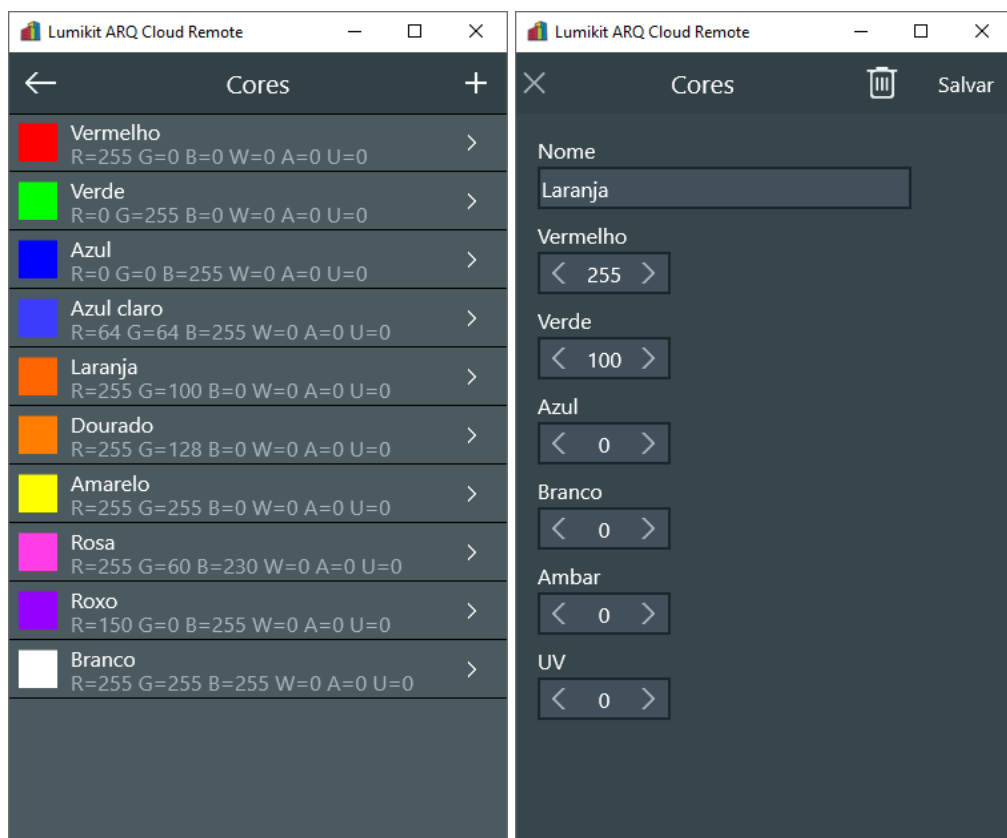 Lumikit ARQ Cloud Remote
Cores
Vermelho
R=255 G=0 B=0 W=0 A=0 U=0
Verde
R=0 G=255 B=0 W=0 A=0 U=0
Azul
R=0 G=0 B=255 W=0 A=0 U=0
Azul claro
R=64 G=64 B=255 W=0 A=0 U=0
Laranja
R=255 G=100 B=0 W=0 A=0 U=0
Dourado
R=255 G=128 B=0 W=0 A=0 U=0
Amarelo
R=255 G=255 B=0 W=0 A=0 U=0
Rosa
R=255 G=60 B=230 W=0 A=0 U=0
Roxo
R=150 G=0 B=255 W=0 A=0 U=0
Branco
R=255 G=255 B=255 W=0 A=0 U=0
Lumikit ARQ Cloud Remote
Cores Salvar
Nome
Laranja
Vermelho
255
Verde
100
Azul
0
Branco
0
Ambar
0
UV
0